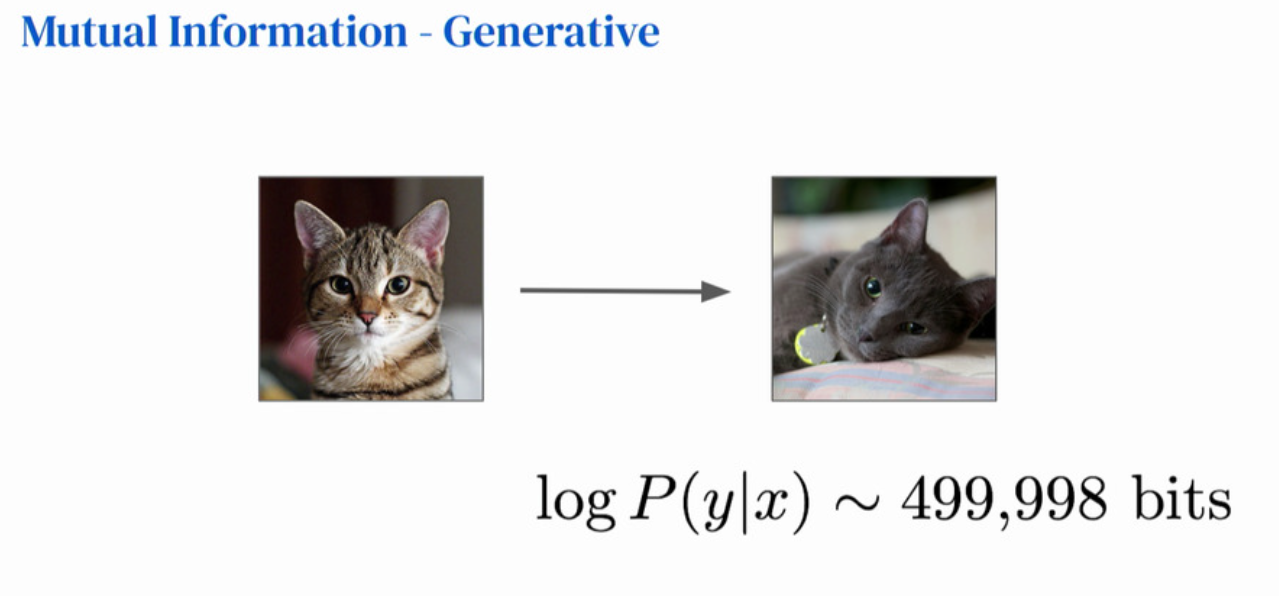 Mutual Information - Generative
log P(y|x) ∼ 499,998 bits